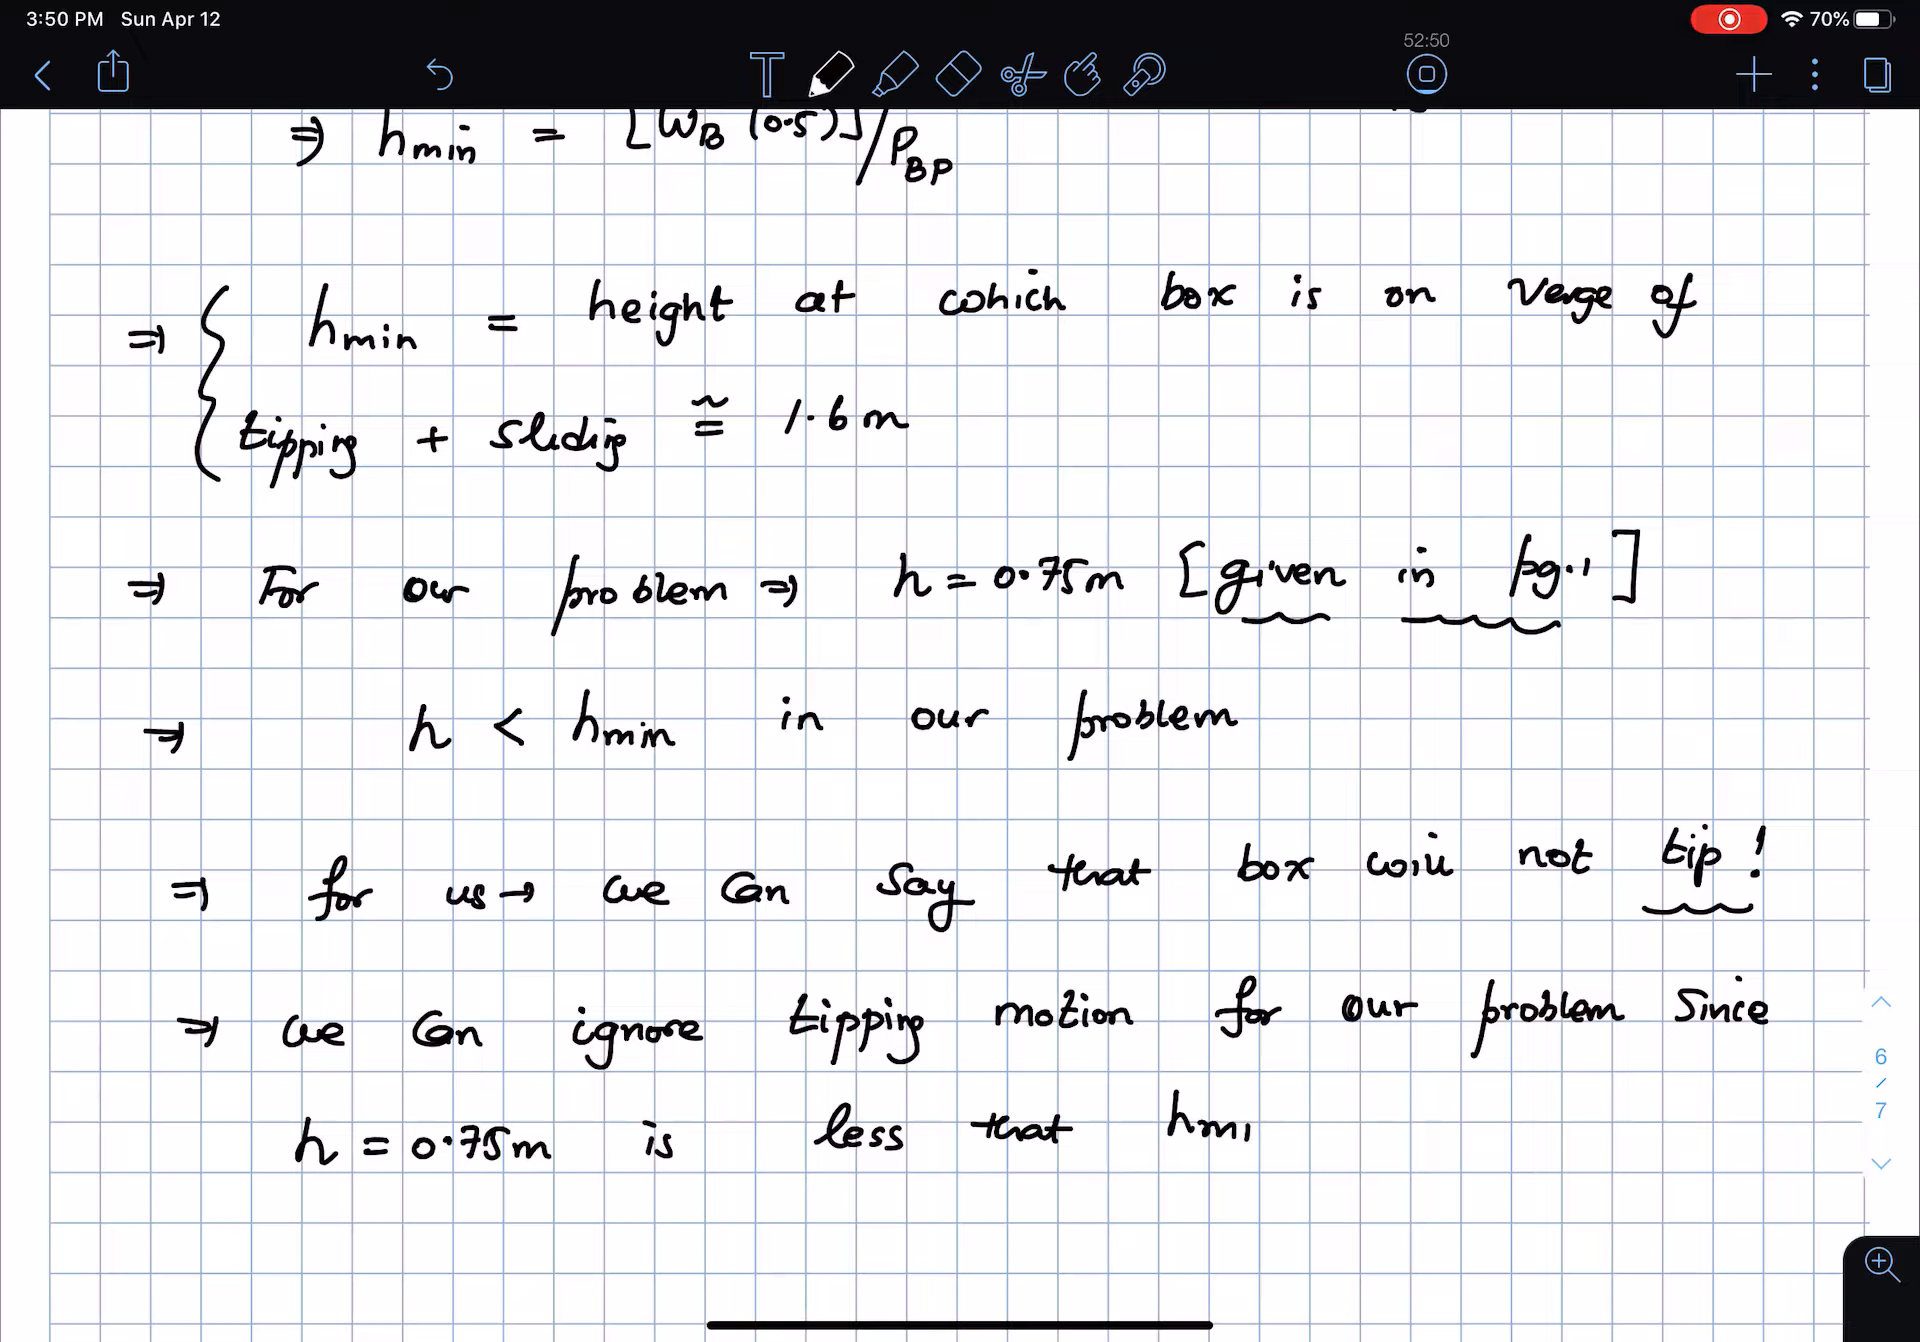 3:50 PM Sun Apr 12
70%
52:50
⇒ hmin = [WB (0.5)]/PBP
⇒ { hmin = height at which box is on verge of
tipping + sliding ≅ 1.6m
⇒ For our problem ⇒ h = 0.75m [given in pg.1]
⇒ h < hmin in our problem
⇒ for us → we can say that box will not tip!
⇒ we can ignore tipping motion for our problem since
h = 0.75m is less that hmi
6
/
7